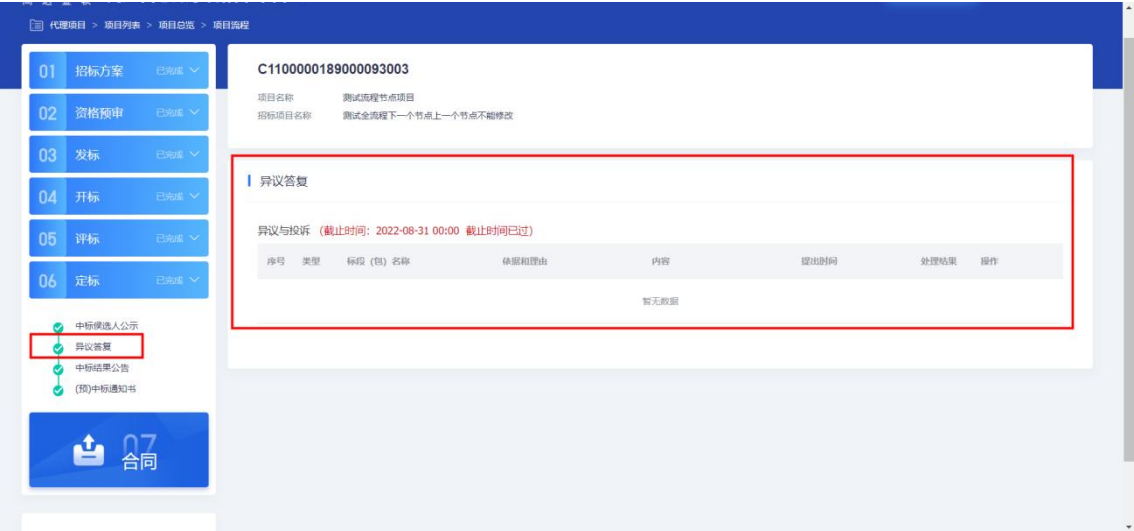 代理项目 > 项目列表 > 项目总览 > 项目流程
01 招标方案 已完成
02 资格预审 已完成
03 发标 已完成
04 开标 已完成
05 评标 已完成
06 定标 已完成
中标候选人公示
异议答复
中标结果公告
(预)中标通知书
07
合同
C1100000189000093003
项目名称 测试流程节点项目
招标项目名称 测试全流程下一个节点上一个节点不能修改
异议答复
异议与投诉 (截止时间：2022-08-31 00:00 截止时间已过)
序号 类型 标段 (包) 名称 依据和理由 内容 提出时间 处理结果 操作
暂无数据